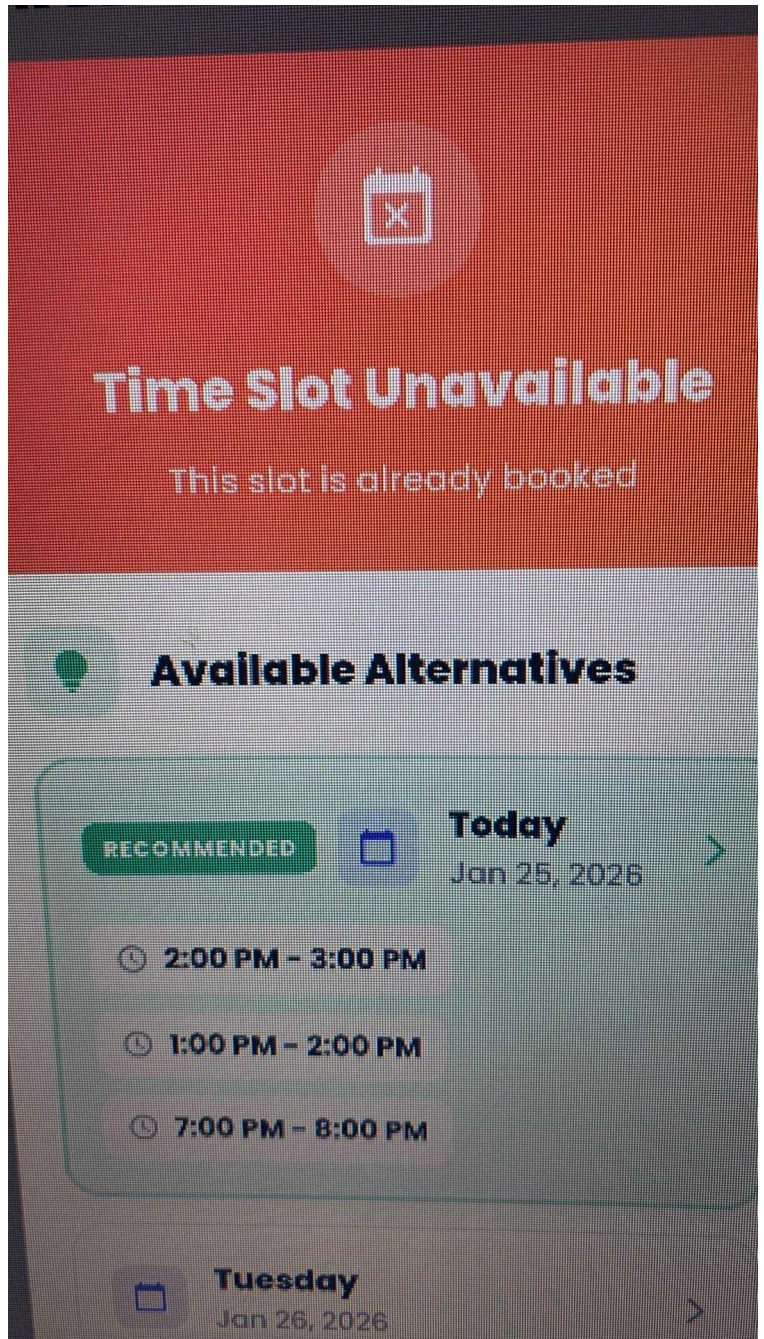 Time Slot Unavailable
This slot is already booked
Available Alternatives
RECOMMENDED
Today
Jan 25, 2026
2:00 PM - 3:00 PM
1:00 PM - 2:00 PM
7:00 PM - 8:00 PM
Tuesday
Jan 26, 2026